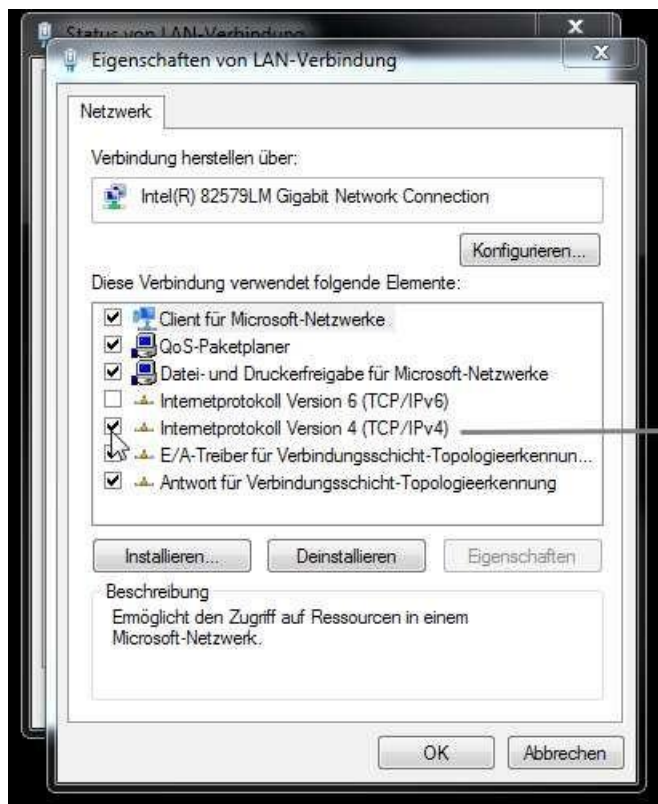 Status von LAN-Verbindung
Eigenschaften von LAN-Verbindung
Netzwerk
Verbindung herstellen über:
Intel(R) 82579LM Gigabit Network Connection
Konfigurieren...
Diese Verbindung verwendet folgende Elemente:
Client für Microsoft-Netzwerke
QoS-Paketplaner
Datei- und Druckerfreigabe für Microsoft-Netzwerke
Internetprotokoll Version 6 (TCP/IPv6)
Internetprotokoll Version 4 (TCP/IPv4)
E/A-Treiber für Verbindungsschicht-Topologieerkennun...
Antwort für Verbindungsschicht-Topologieerkennung
Installieren...
Deinstallieren
Eigenschaften
Beschreibung
Ermöglicht den Zugriff auf Ressourcen in einem
Microsoft-Netzwerk.
OK
Abbrechen